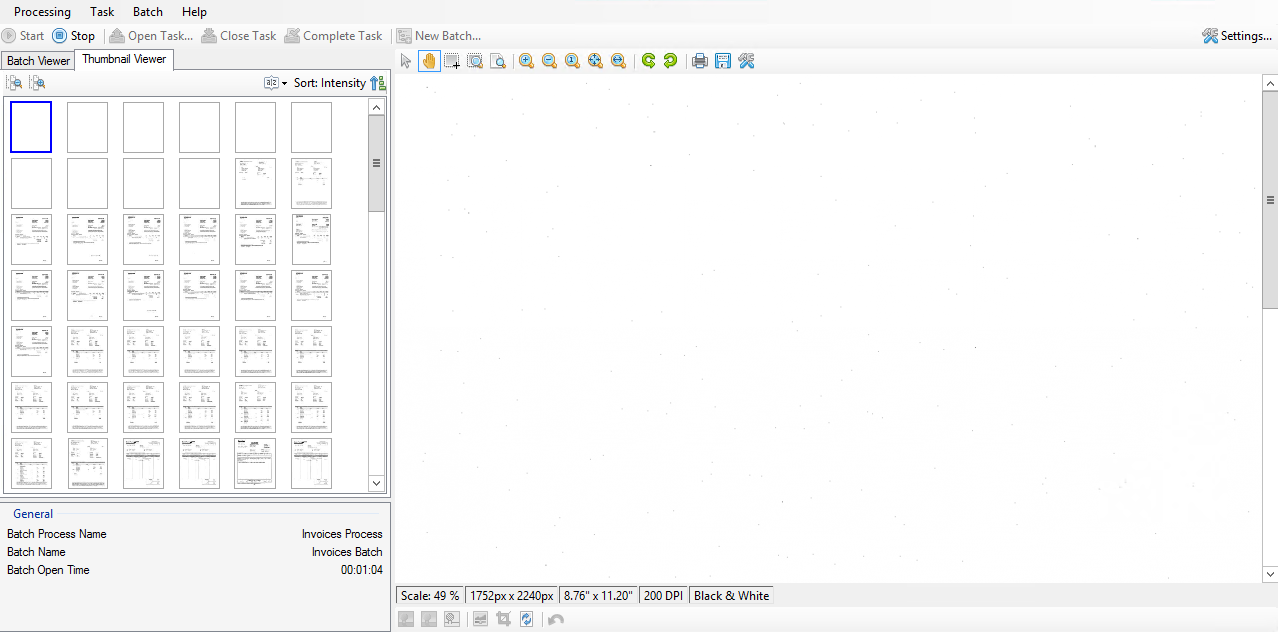 Processing Task Batch Help
Start Stop Open Task... Close Task Complete Task New Batch... Settings...
Batch Viewer Thumbnail Viewer
Sort: Intensity
General
Batch Process Name Invoices Process
Batch Name Invoices Batch
Batch Open Time 00:01:04
Scale: 49 % 1752px x 2240px 8.76" x 11.20" 200 DPI Black & White